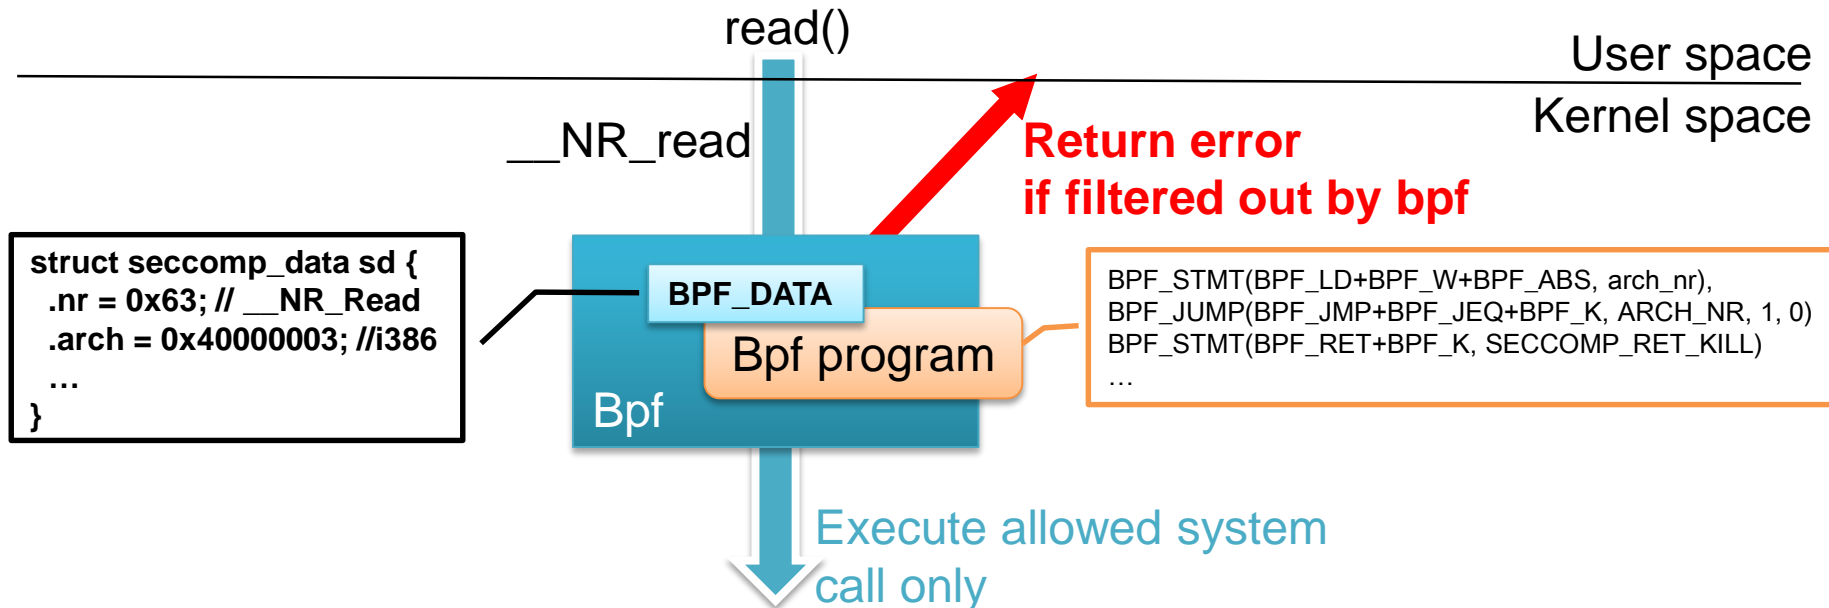 read()
User space
Kernel space
__NR_read
Return error
if filtered out by bpf
struct seccomp_data sd {
.nr = 0x63; // __NR_Read
.arch = 0x40000003; //i386
...
}
BPF_DATA
Bpf program
Bpf
BPF_STMT(BPF_LD+BPF_W+BPF_ABS, arch_nr),
BPF_JUMP(BPF_JMP+BPF_JEQ+BPF_K, ARCH_NR, 1, 0)
BPF_STMT(BPF_RET+BPF_K, SECCOMP_RET_KILL)
...
Execute allowed system
call only